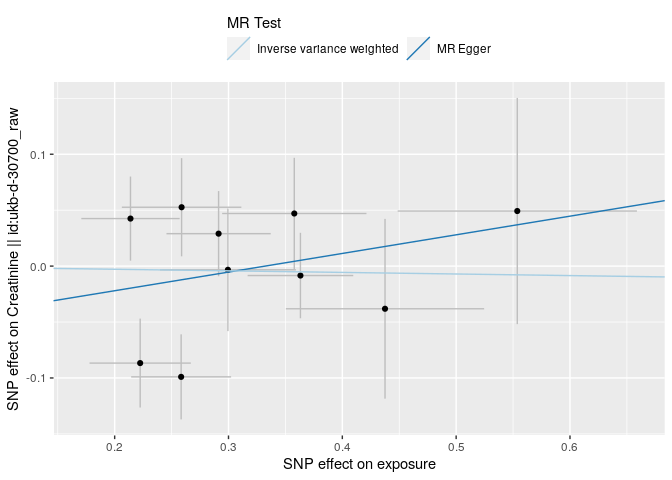 MR Test
Inverse variance weighted
MR Egger
SNP effect on Creatinine || id:ukb-d-30700_raw
0.1
0.0
-0.1
0.2
0.3
0.4
0.5
0.6
SNP effect on exposure